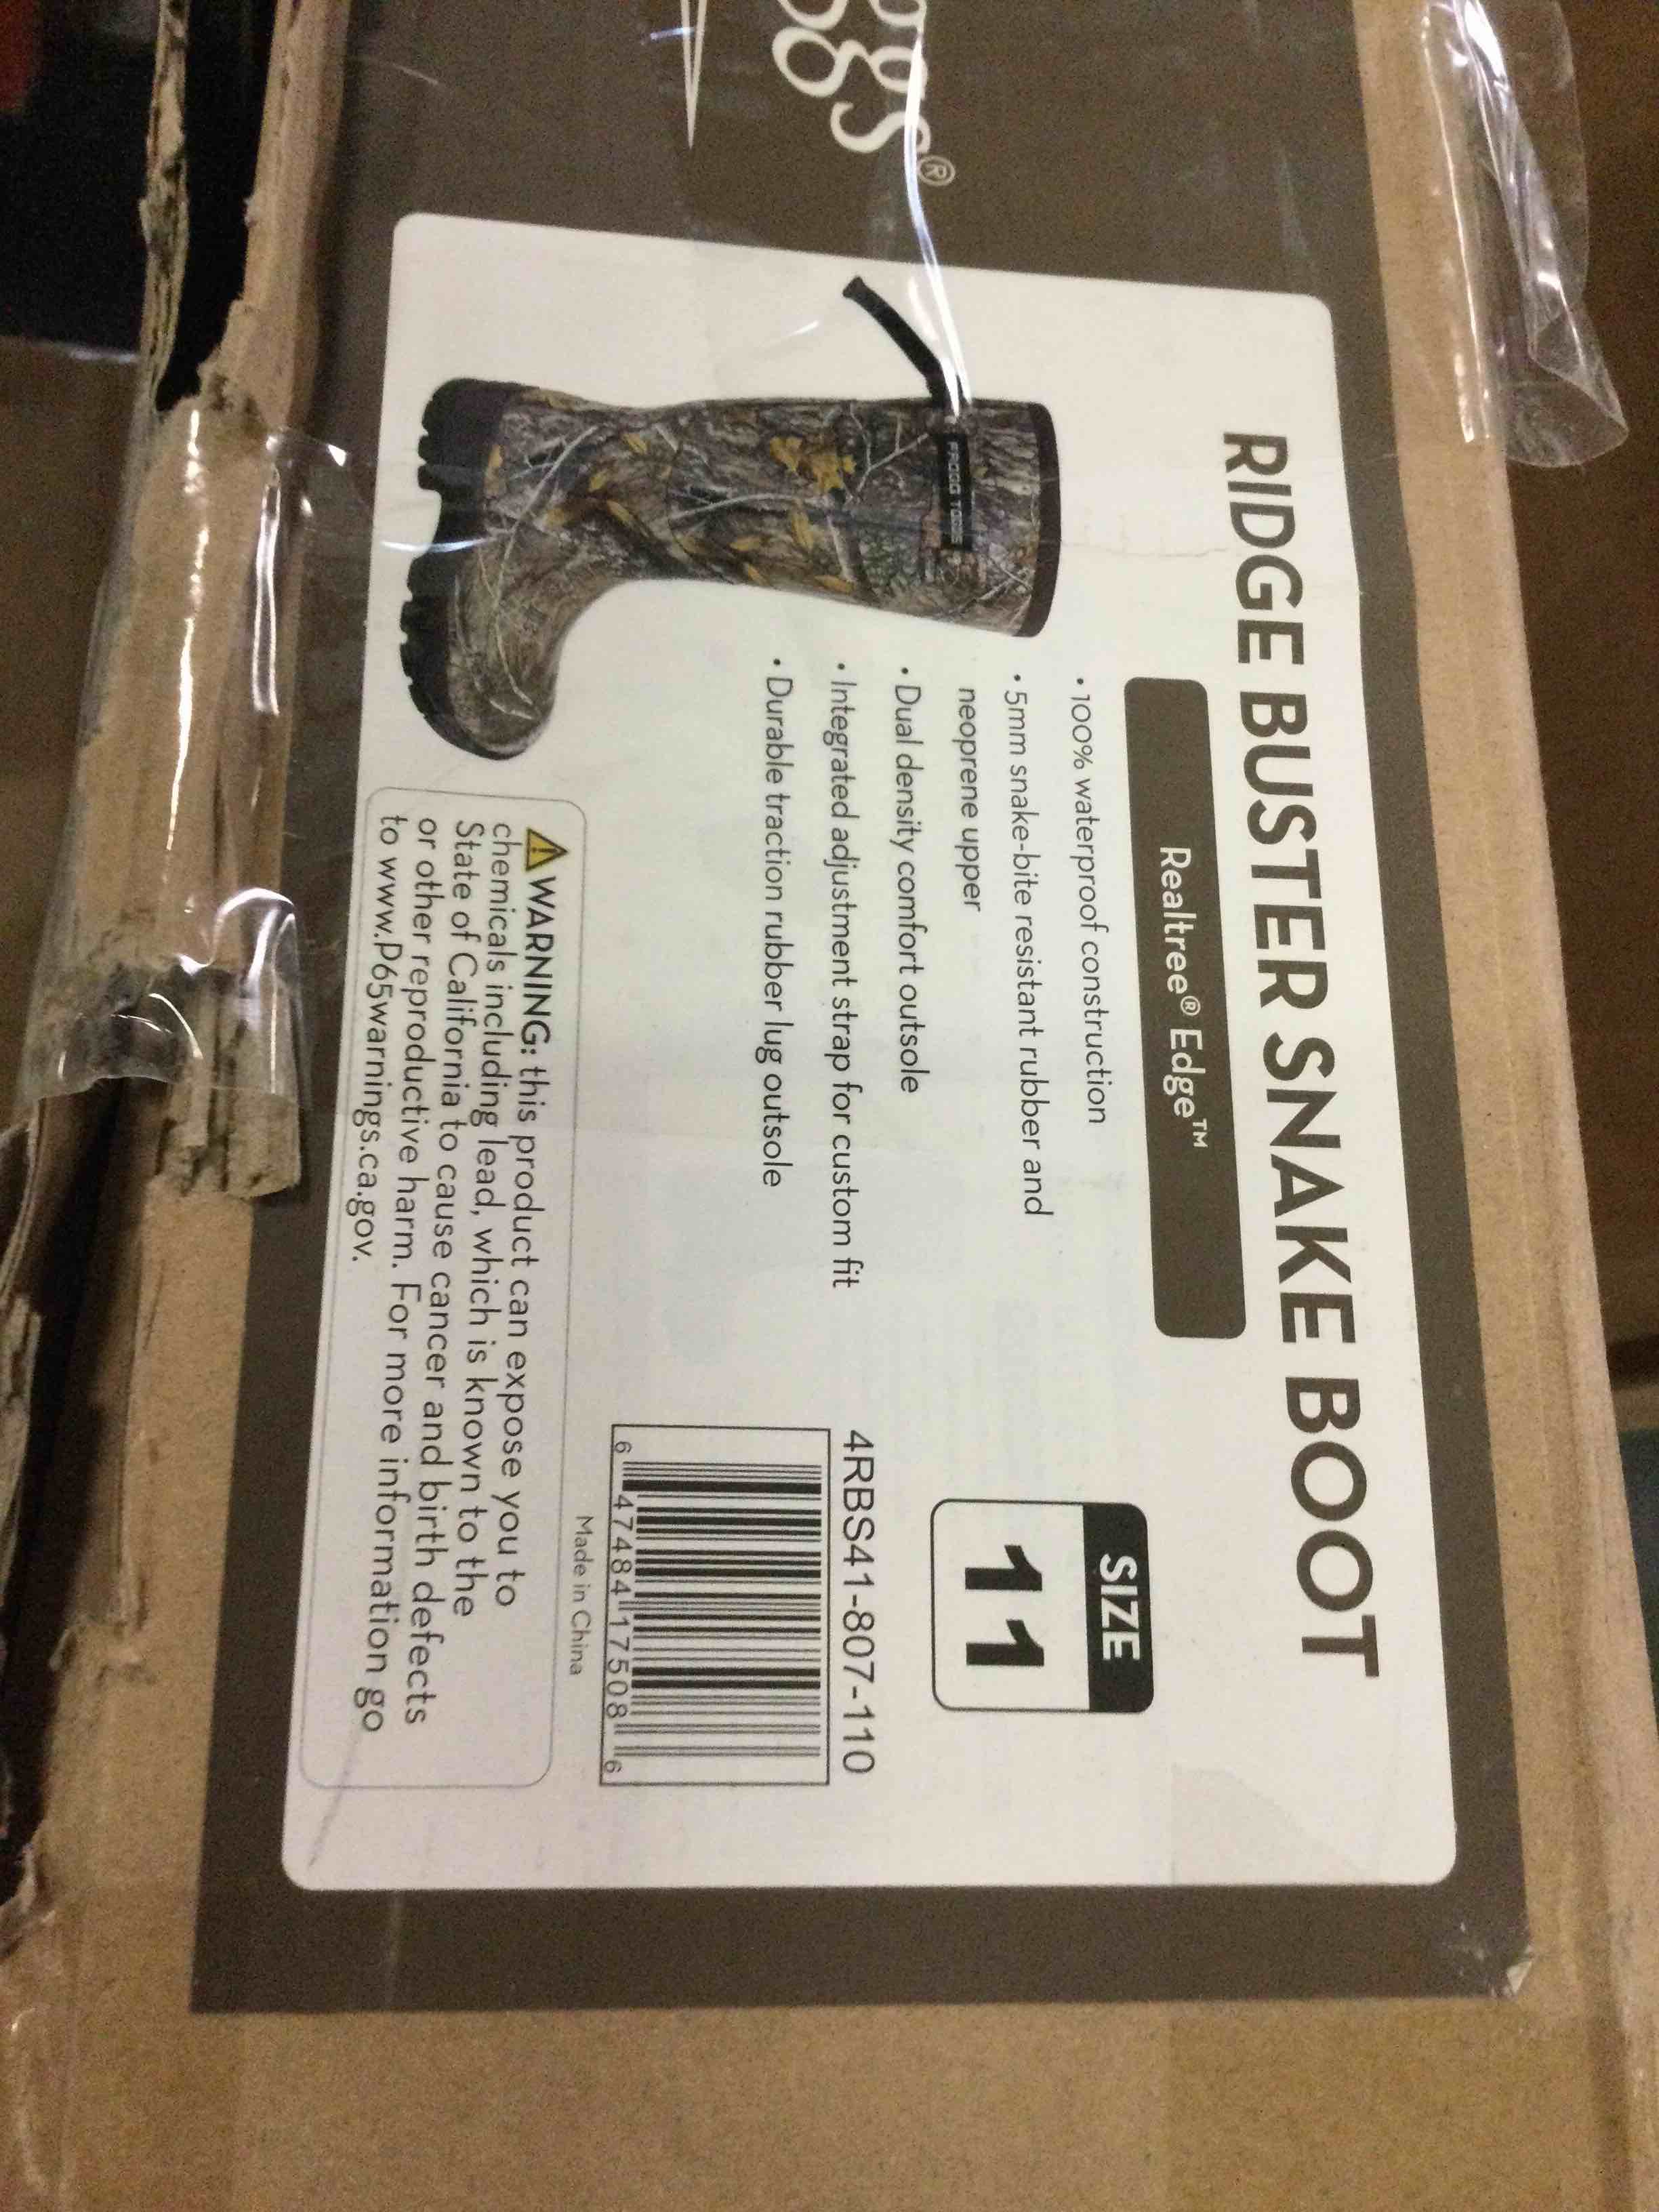 oggs®
RIDGE BUSTER SNAKE BOOT
Realtree® Edge™
• 100% waterproof construction
• 5mm snake-bite resistant rubber and
neoprene upper
• Dual density comfort outsole
• Integrated adjustment strap for custom fit
• Durable traction rubber lug outsole
FROGG TOGGS
SIZE
11
4RBS41-807-110
6 47484 17508 6
Made in China
⚠ WARNING: this product can expose you to
chemicals including lead, which is known to the
State of California to cause cancer and birth defects
or other reproductive harm. For more information go
to www.P65warnings.ca.gov.